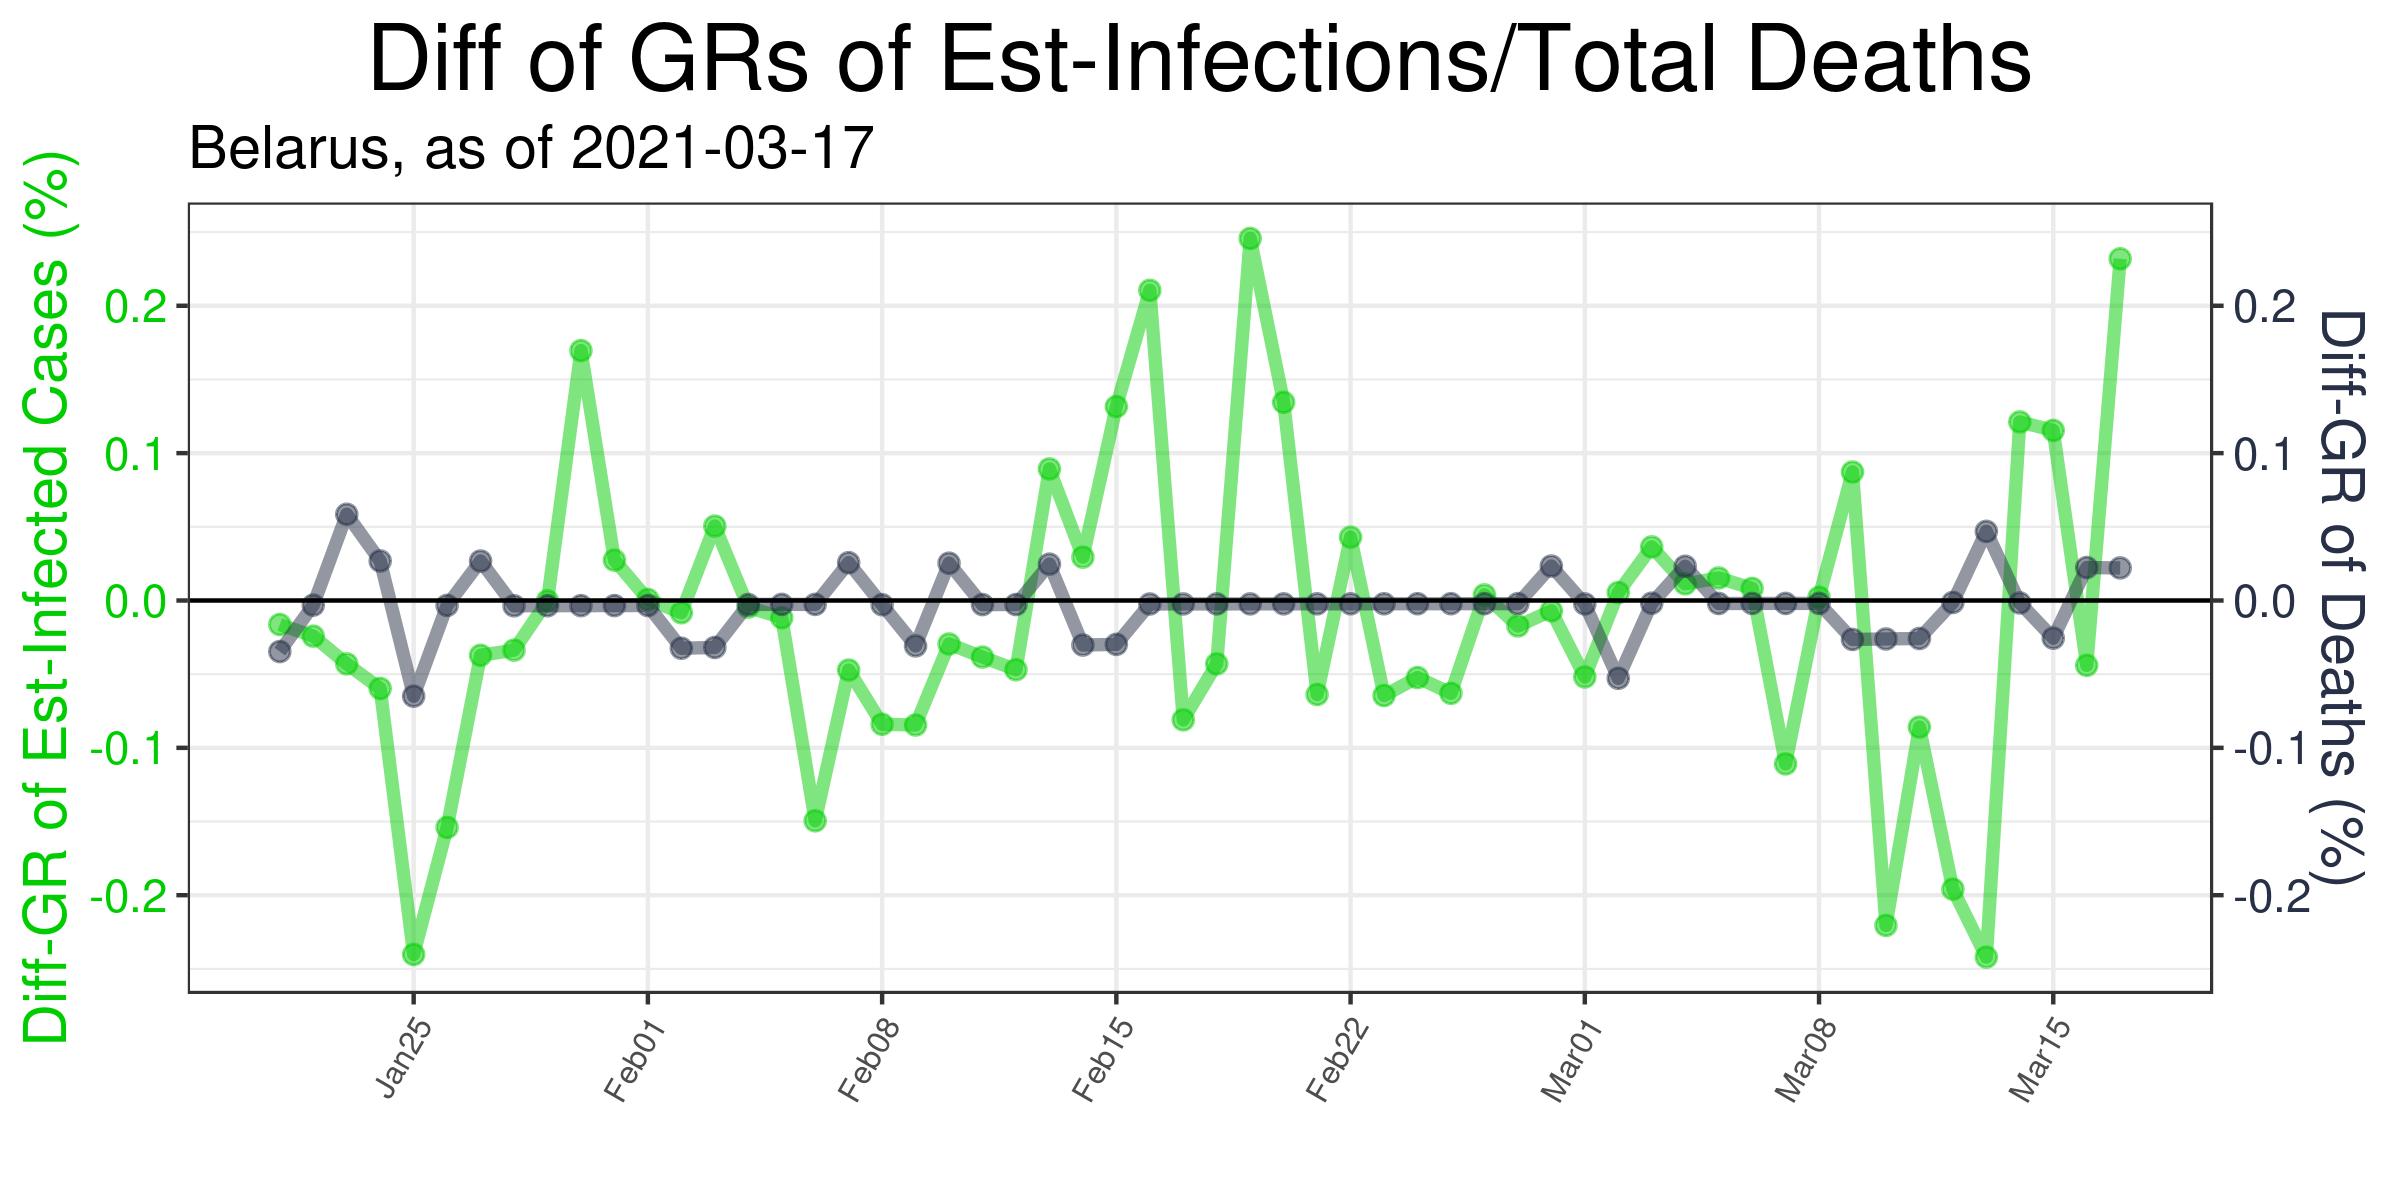 Diff of GRs of Est-Infections/Total Deaths
Belarus, as of 2021-03-17
Diff-GR of Est-Infected Cases (%)
0.2
0.1
0.0
-0.1
-0.2
0.2
0.1
0.0
-0.1
-0.2
Diff-GR of Deaths (%)
Jan25
Feb01
Feb08
Feb15
Feb22
Mar01
Mar08
Mar15